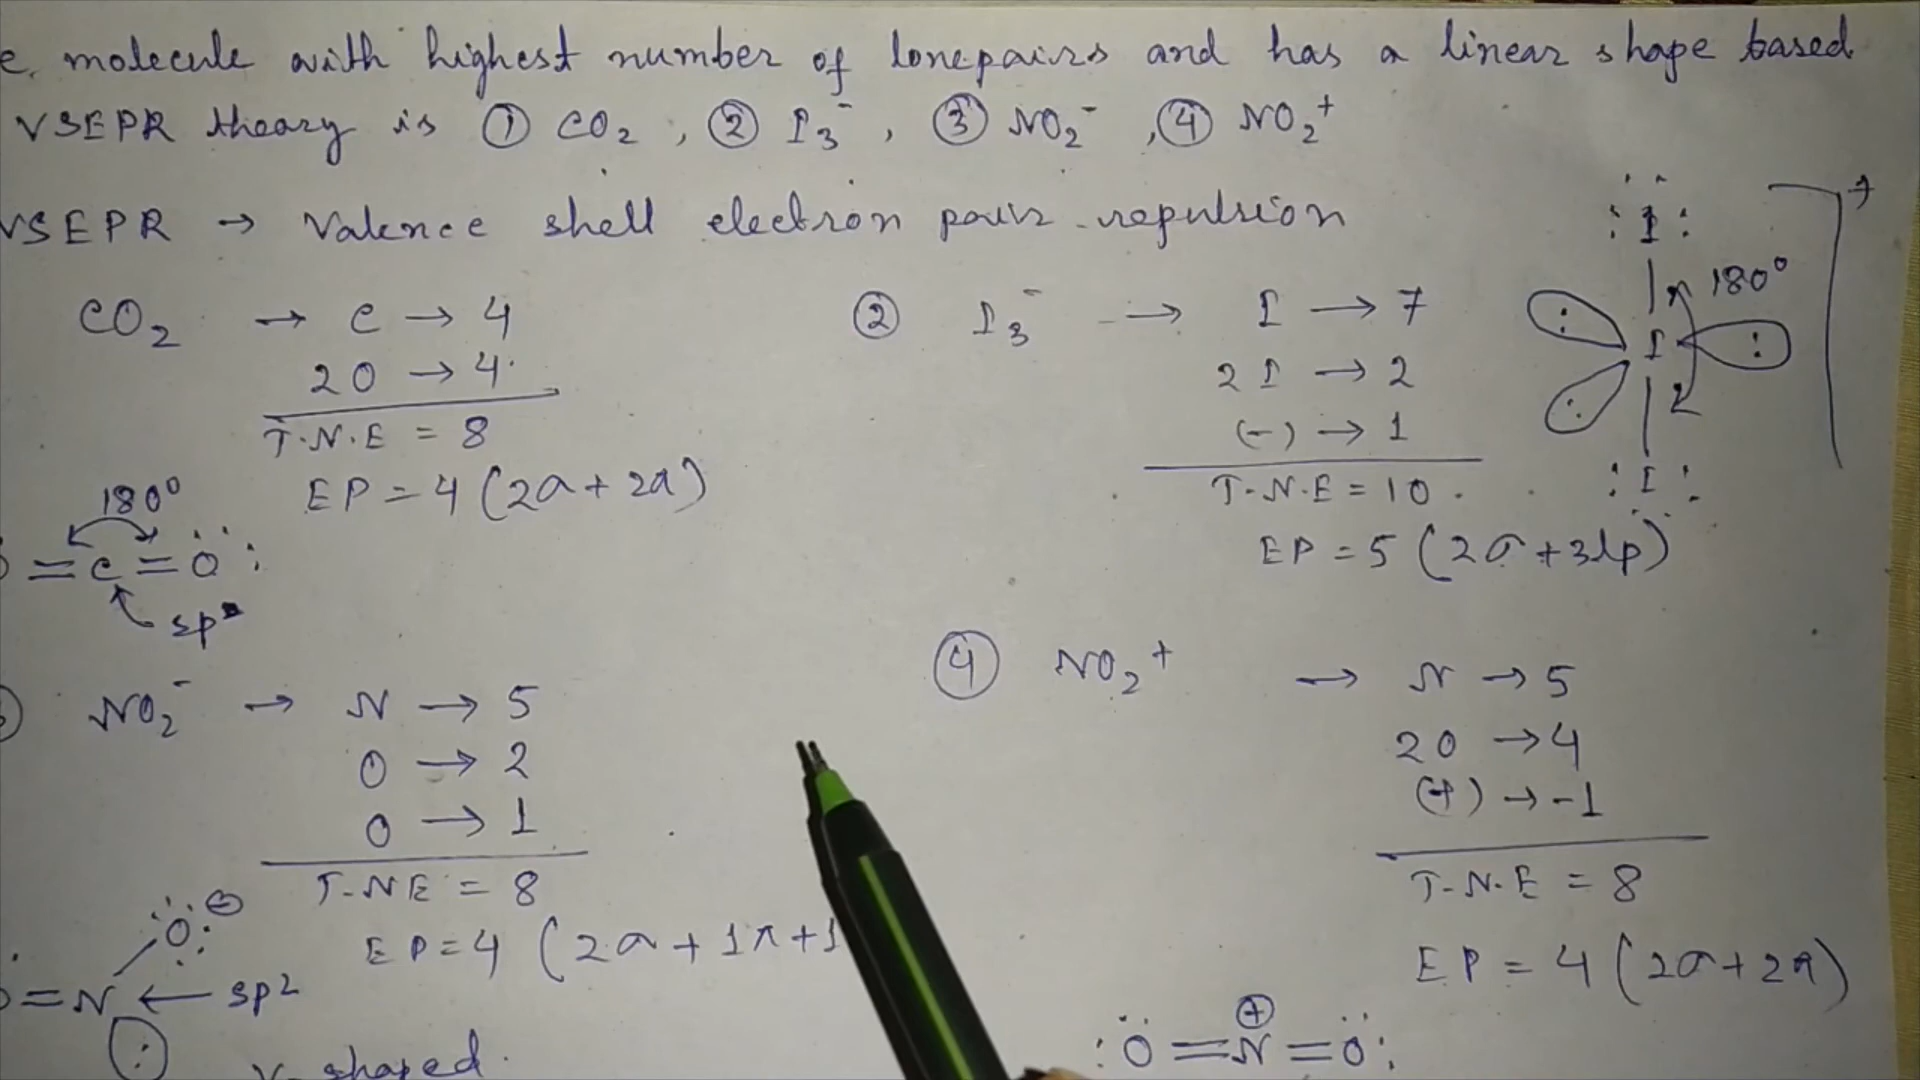 e molecule with highest number of lonepairs and has a linear shape based
VSEPR theory is ① CO₂ , ② I₃⁻ , ③ NO₂⁻ , ④ NO₂⁺
VSEPR → Valence shell electron pair repulsion
CO₂ → C → 4
2O → 4
T.N.E = 8
EP = 4 (2σ + 2π)
180°
= C = O
sp
② I₃⁻ → I → 7
2I → 2
(-) → 1
T-N.E = 10
EP = 5 (2σ + 3lp)
I
180°
I
I
+
NO₂⁻ → N → 5
O → 2
O → 1
T-NE = 8
EP = 4 (2σ + 1π + 1
O ⊖
= N ← sp2
V-shaped.
④ NO₂⁺ → N → 5
2O → 4
(+) → -1
T-N.E = 8
EP = 4 (2σ + 2π)
⊕
:O = N = O: